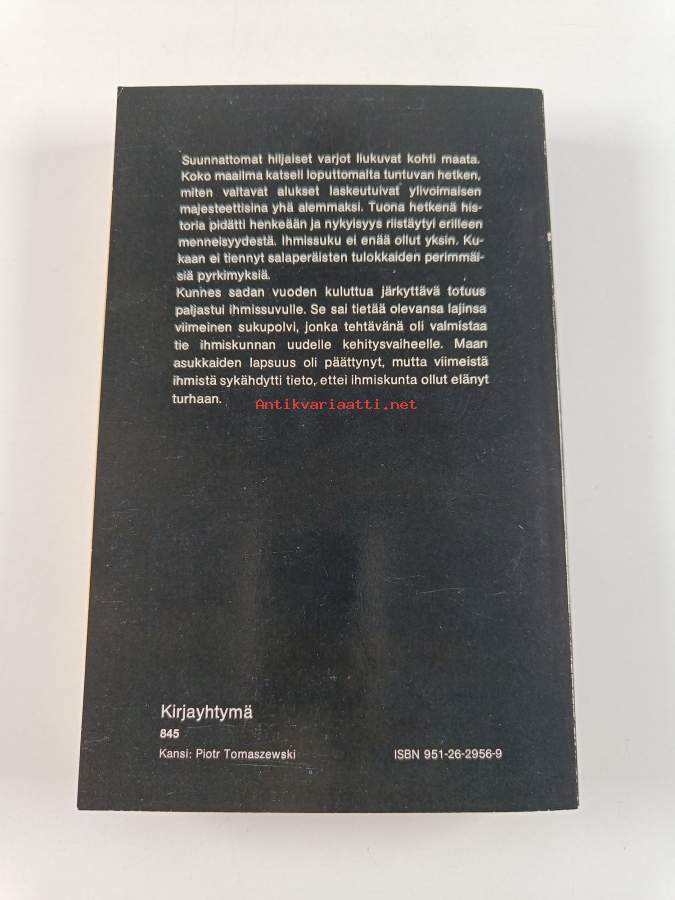 Suunnattomat hiljaiset varjot liukuvat kohti maata.
Koko maailma katseli loputtomalta tuntuvan hetken,
miten valtavat alukset laskeutuivat ylivoimaisen
majesteettisina yhä alemmaksi. Tuona hetkenä his-
toria pidätti henkeään ja nykyisyys riistäytyi erilleen
menneisyydestä. Ihmissuku ei enää ollut yksin. Ku-
kaan ei tiennyt salaperäisten tulokkaiden perimmäi-
siä pyrkimyksiä.
Kunnes sadan vuoden kuluttua järkyttävä totuus
paljastui ihmissuvulle. Se sai tietää olevansa lajinsa
viimeinen sukupolvi, jonka tehtävänä oli valmistaa
tie ihmiskunnan uudelle kehitysvaiheelle. Maan
asukkaiden lapsuus oli päättynyt, mutta viimeistä
ihmistä sykähdytti tieto, ettei ihmiskunta ollut elänyt
turhaan.
Antikvariaatti.net
Kirjayhtymä
845
Kansi: Piotr Tomaszewski
ISBN 951-26-2956-9